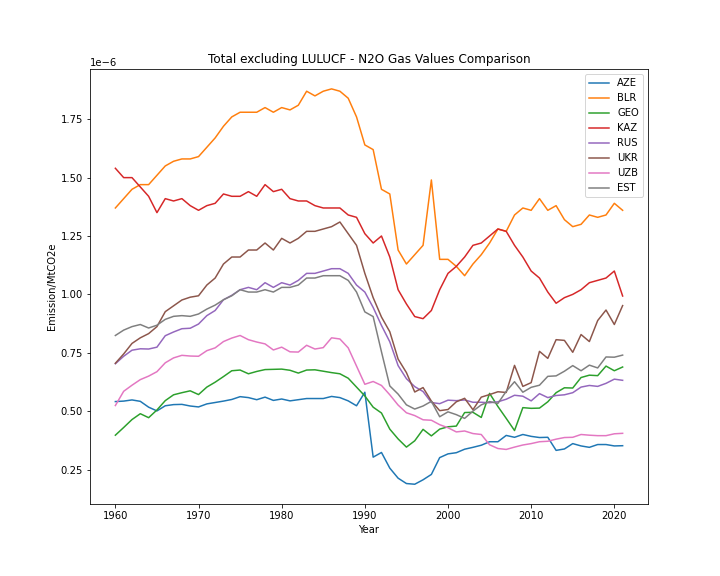 Total excluding LULUCF - N2O Gas Values Comparison
1e−6
AZE
BLR
GEO
KAZ
RUS
UKR
UZB
EST
1.75
1.50
1.25
1.00
0.75
0.50
0.25
Emission/MtCO2e
1960 1970 1980 1990 2000 2010 2020
Year